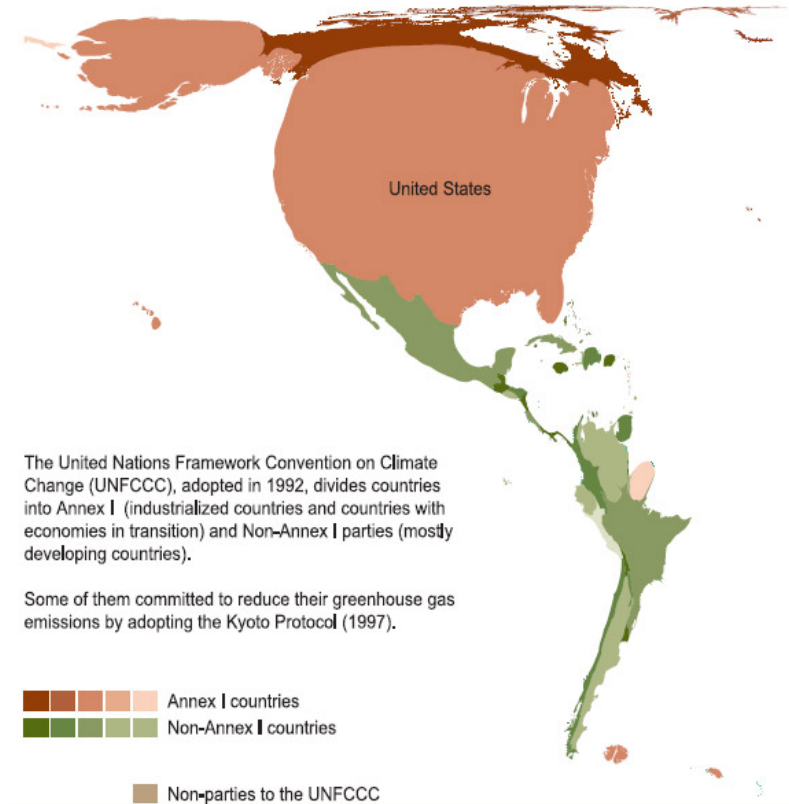 United States
The United Nations Framework Convention on Climate
Change (UNFCCC), adopted in 1992, divides countries
into Annex I (industrialized countries and countries with
economies in transition) and Non-Annex I parties (mostly
developing countries).
Some of them committed to reduce their greenhouse gas
emissions by adopting the Kyoto Protocol (1997).
Annex I countries
Non-Annex I countries
Non-parties to the UNFCCC